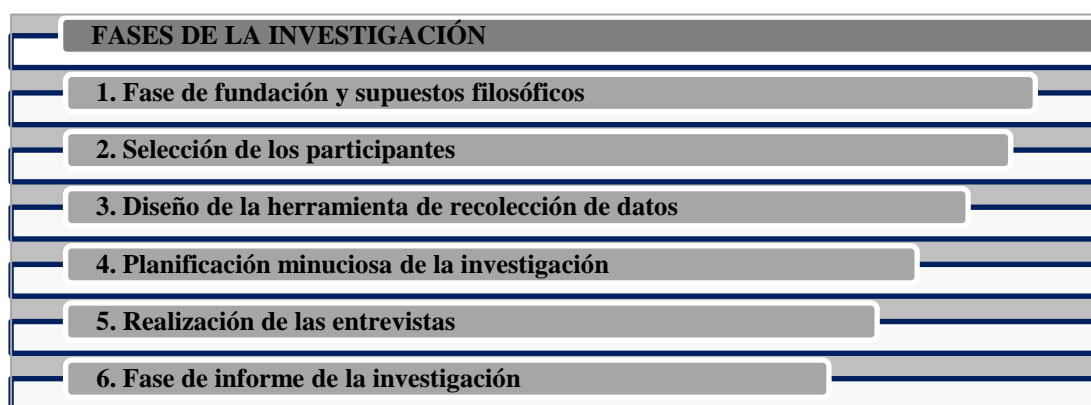 FASES DE LA INVESTIGACIÓN
1. Fase de fundación y supuestos filosóficos
2. Selección de los participantes
3. Diseño de la herramienta de recolección de datos
4. Planificación minuciosa de la investigación
5. Realización de las entrevistas
6. Fase de informe de la investigación